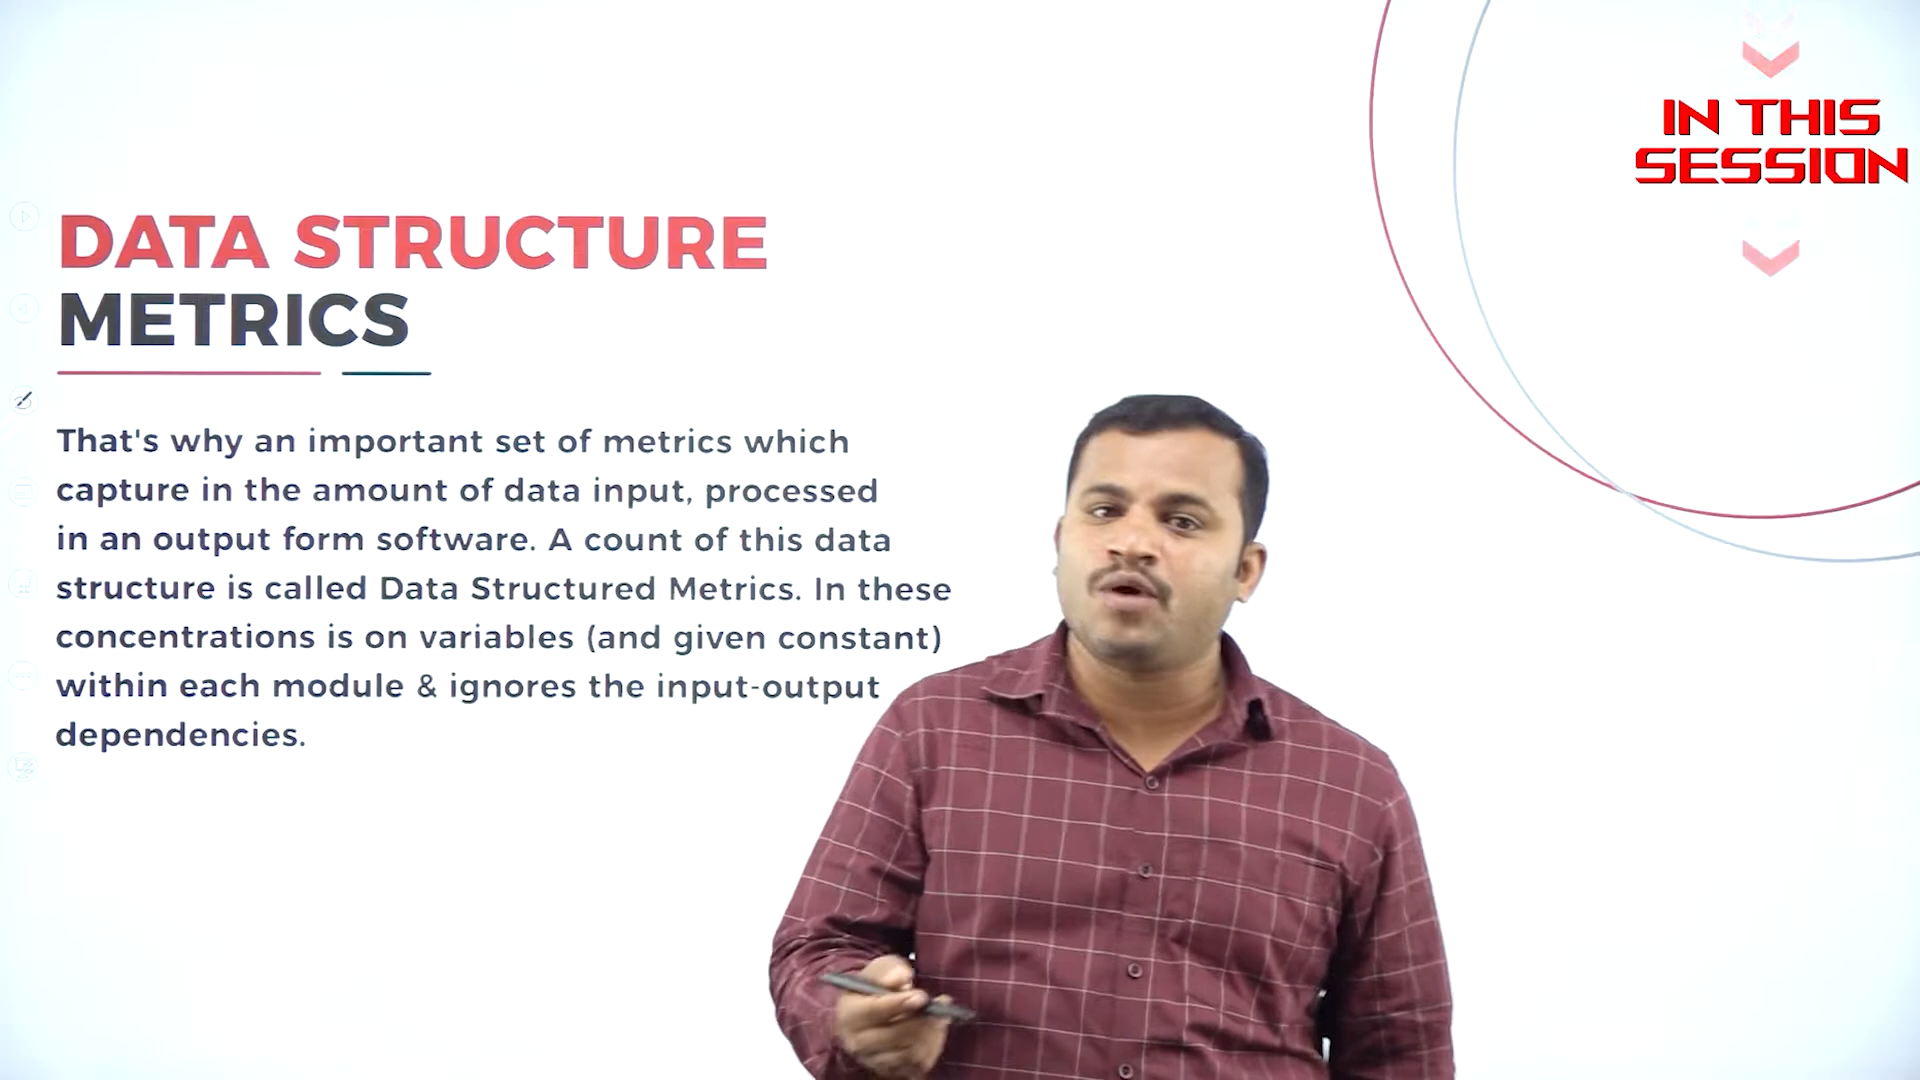 IN THIS
SESSION
DATA STRUCTURE
METRICS
That's why an important set of metrics which
capture in the amount of data input, processed
in an output form software. A count of this data
structure is called Data Structured Metrics. In these
concentrations is on variables (and given constant)
within each module & ignores the input-output
dependencies.